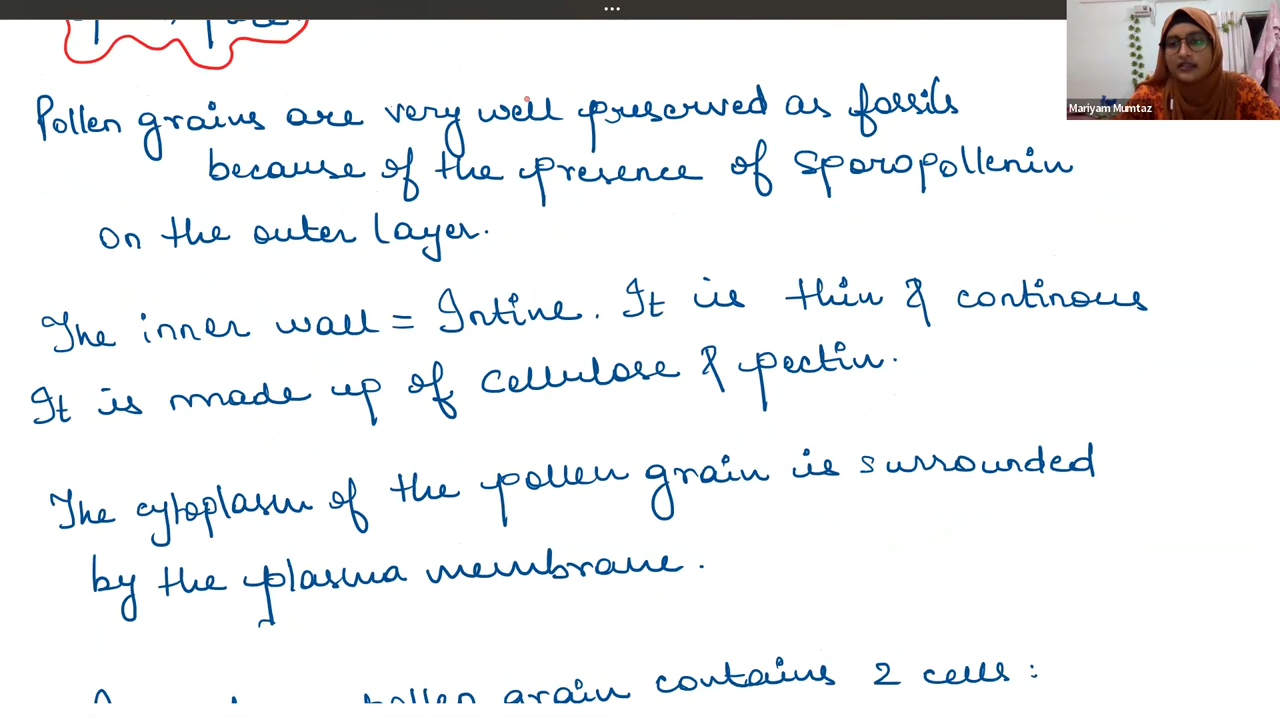 Mariyam Mumtaz
Pollen grains are very well preserved as fossils
because of the presence of sporopollenin
on the outer layer.
The inner wall = Intine. It is thin & continous
It is made up of cellulose & pectin.
The cytoplasm of the pollen grain is surrounded
by the plasma membrane.
pollen grain contains 2 cells :